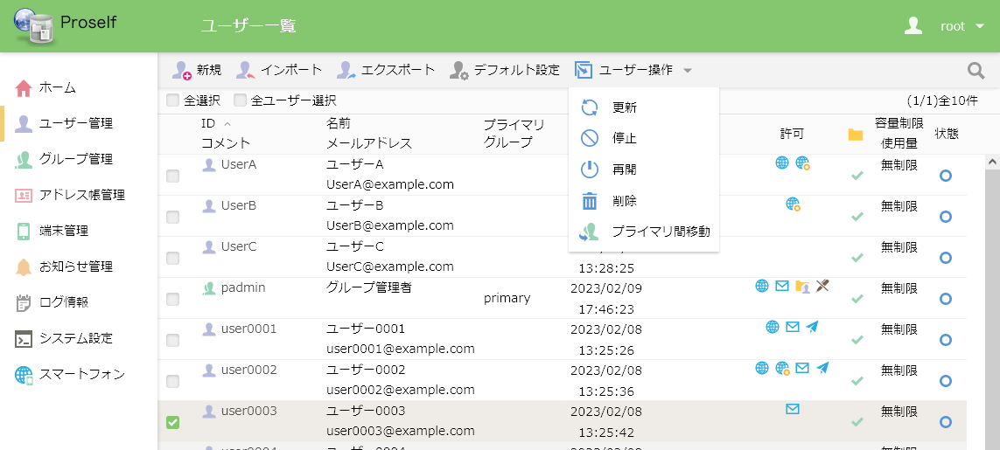 Proself
ユーザー一覧
root
ホーム
ユーザー管理
グループ管理
アドレス帳管理
端末管理
お知らせ管理
ログ情報
システム設定
スマートフォン
新規 インポート エクスポート デフォルト設定 ユーザー操作
全選択 全ユーザー選択
(1/1)全10件
更新
停止
再開
削除
プライマリ間移動
ID 名前 プライマリ
グループ
許可 容量制限 状態
コメント メールアドレス 使用量
UserA ユーザーA 無制限
UserA@example.com
UserB ユーザーB 無制限
UserB@example.com
UserC ユーザーC 無制限
UserC@example.com 13:28:25
padmin グループ管理者 primary 2023/02/09 無制限
17:46:23
user0001 ユーザー0001 2023/02/08 無制限
user0001@example.com 13:25:26
user0002 ユーザー0002 2023/02/08 無制限
user0002@example.com 13:25:36
user0003 ユーザー0003 2023/02/08 無制限
user0003@example.com 13:25:42